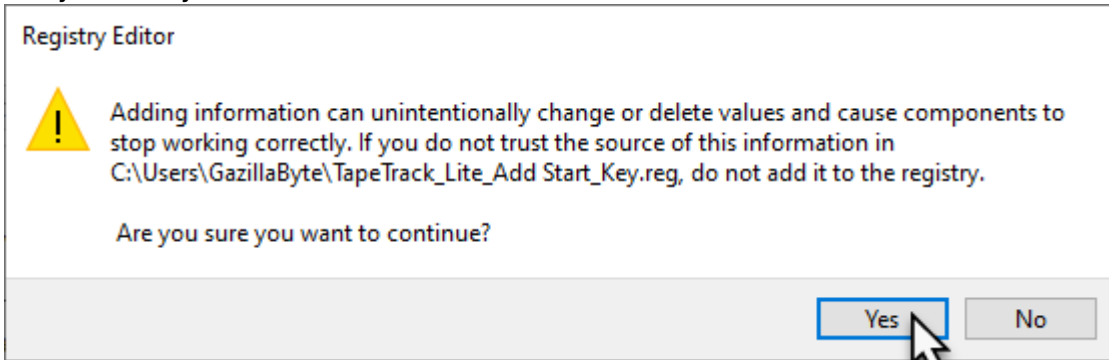 Registry Editor
Adding information can unintentionally change or delete values and cause components to
stop working correctly. If you do not trust the source of this information in
C:\Users\GazillaByte\TapeTrack_Lite_Add Start_Key.reg, do not add it to the registry.
Are you sure you want to continue?
Yes No